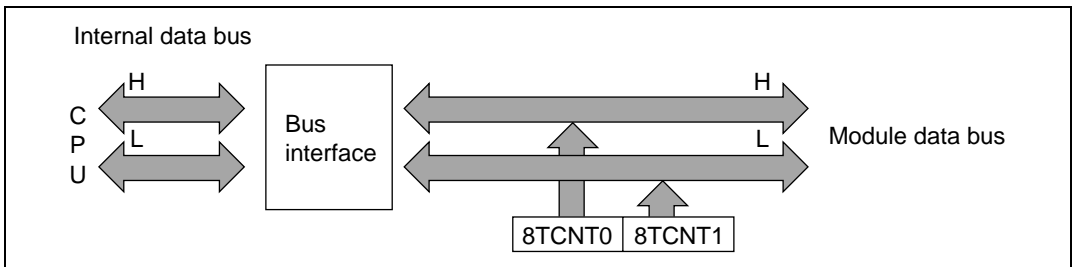 Internal data bus
H
H
C
P
U
L
L
Bus
interface
Module data bus
8TCNT0
8TCNT1